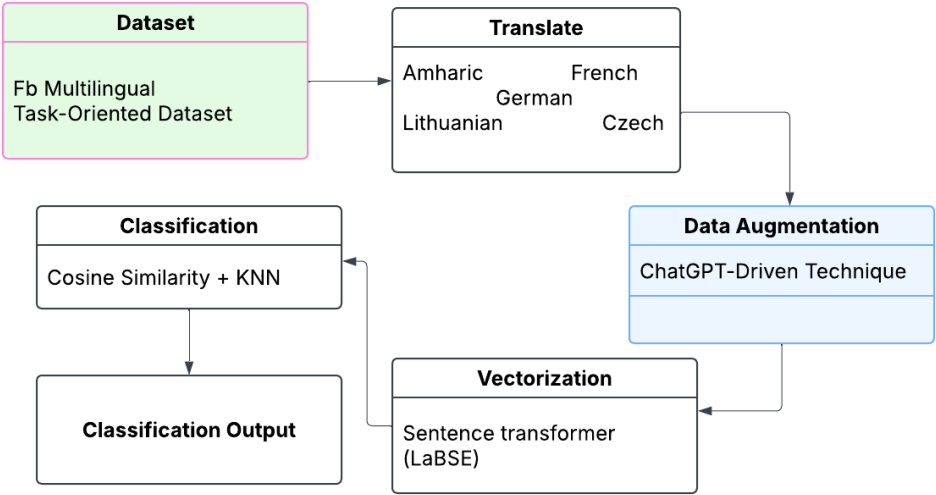 Dataset
Fb Multilingual
Task-Oriented Dataset
Translate
Amharic French
German
Lithuanian Czech
Data Augmentation
ChatGPT-Driven Technique
Vectorization
Sentence transformer
(LaBSE)
Classification
Cosine Similarity + KNN
Classification Output